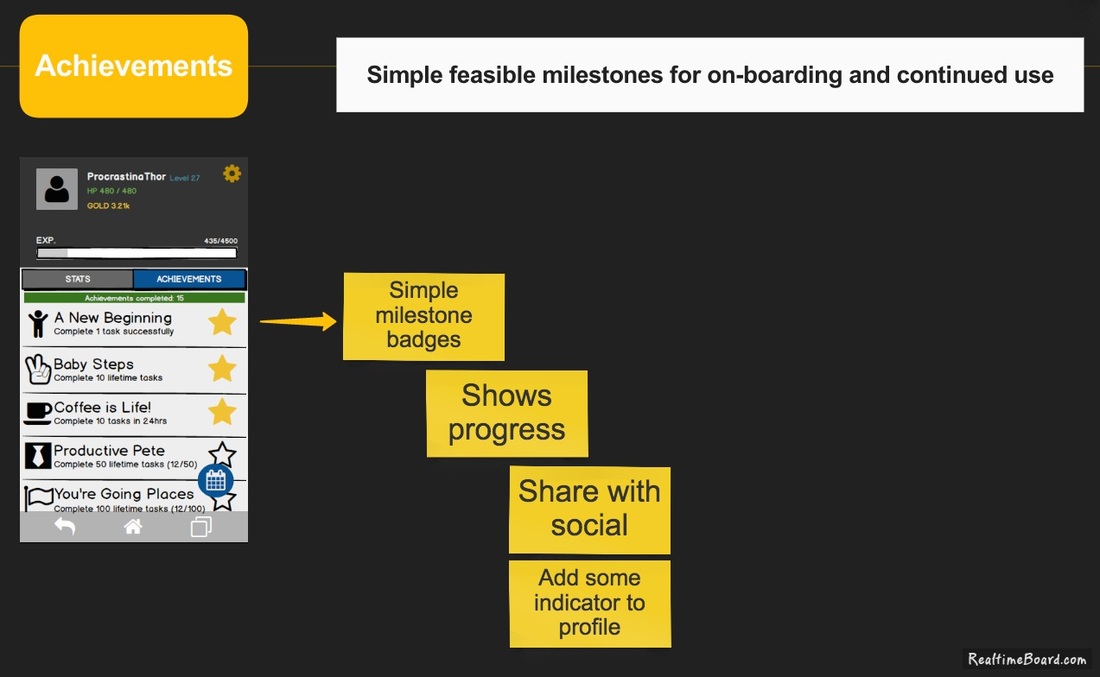 Achievements
Simple feasible milestones for on-boarding and continued use
ProcrastinaThor Level 27
HP 480 / 480
GOLD 3.21k
EXP. 435/4500
STATS ACHIEVEMENTS
Achievements completed: 15
A New Beginning
Complete 1 task successfully
Baby Steps
Complete 10 lifetime tasks
Coffee is Life!
Complete 10 tasks in 24hrs
Productive Pete
Complete 50 lifetime tasks (12/50)
You're Going Places
Complete 100 lifetime tasks (12/100)
Simple
milestone
badges
Shows
progress
Share with
social
Add some
indicator to
profile
RealtimeBoard.com